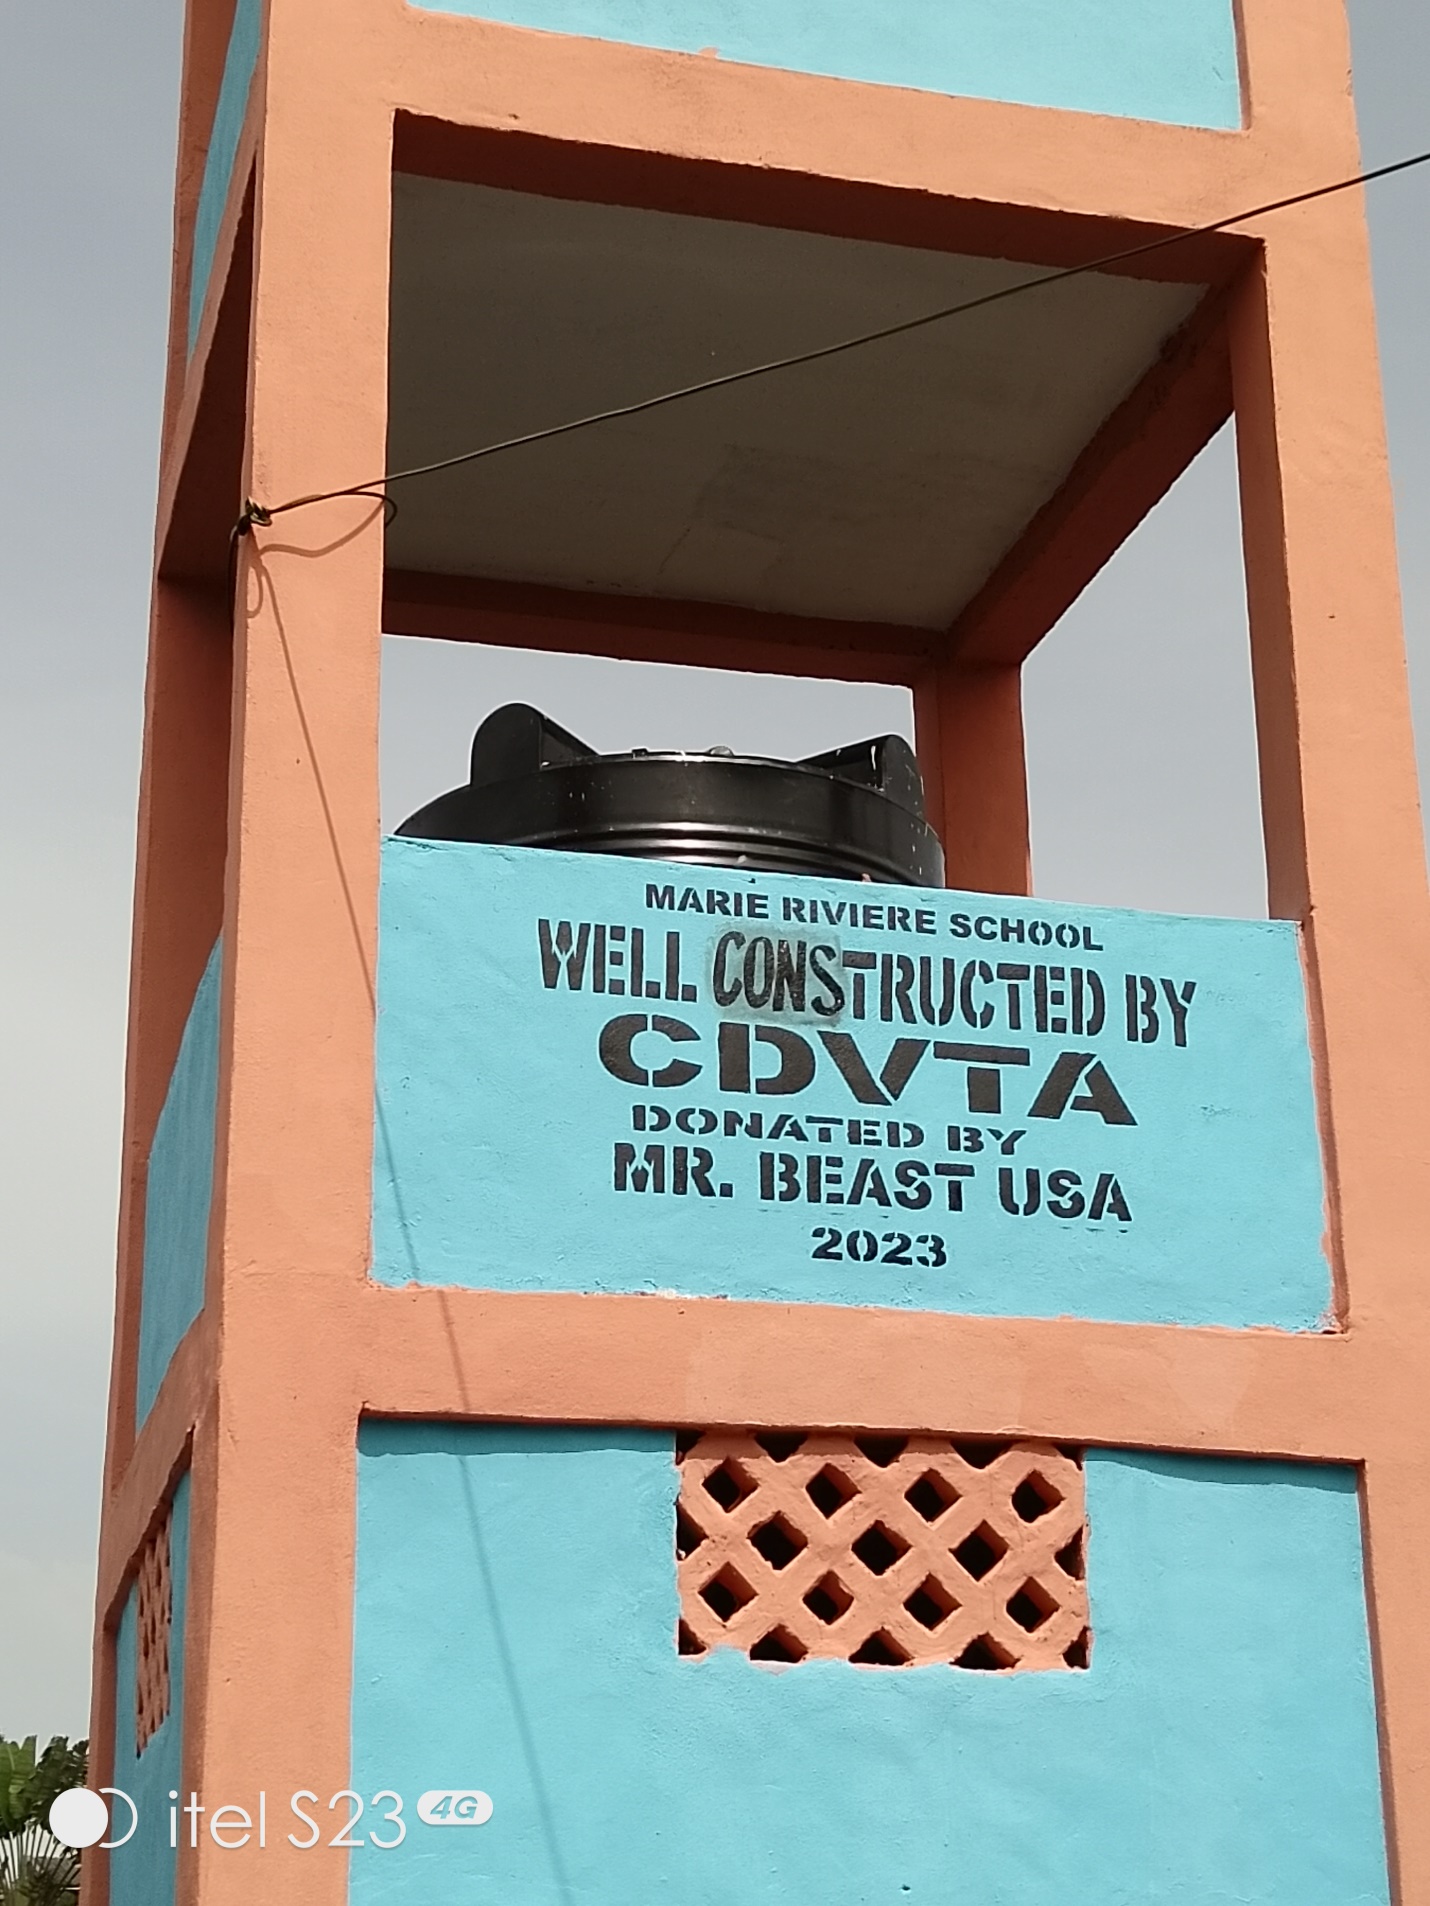 MARIE RIVIERE SCHOOL
WELL CONSTRUCTED BY
CDVTA
DONATED BY
MR. BEAST USA
2023
itel S23 4G